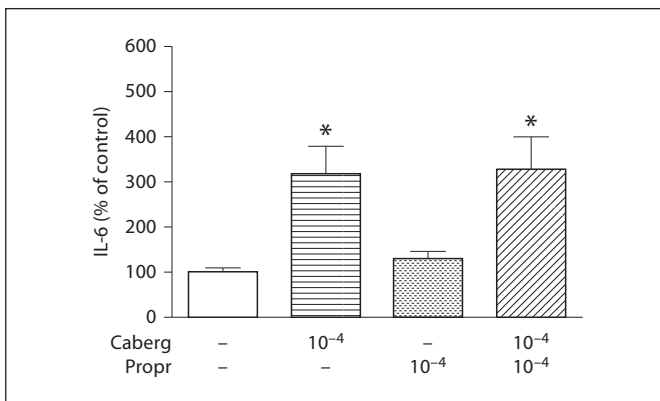 600
500
400
300
200
100
0
IL-6 (% of control)
* *
Caberg – 10⁻⁴ – 10⁻⁴
Propr – – 10⁻⁴ 10⁻⁴